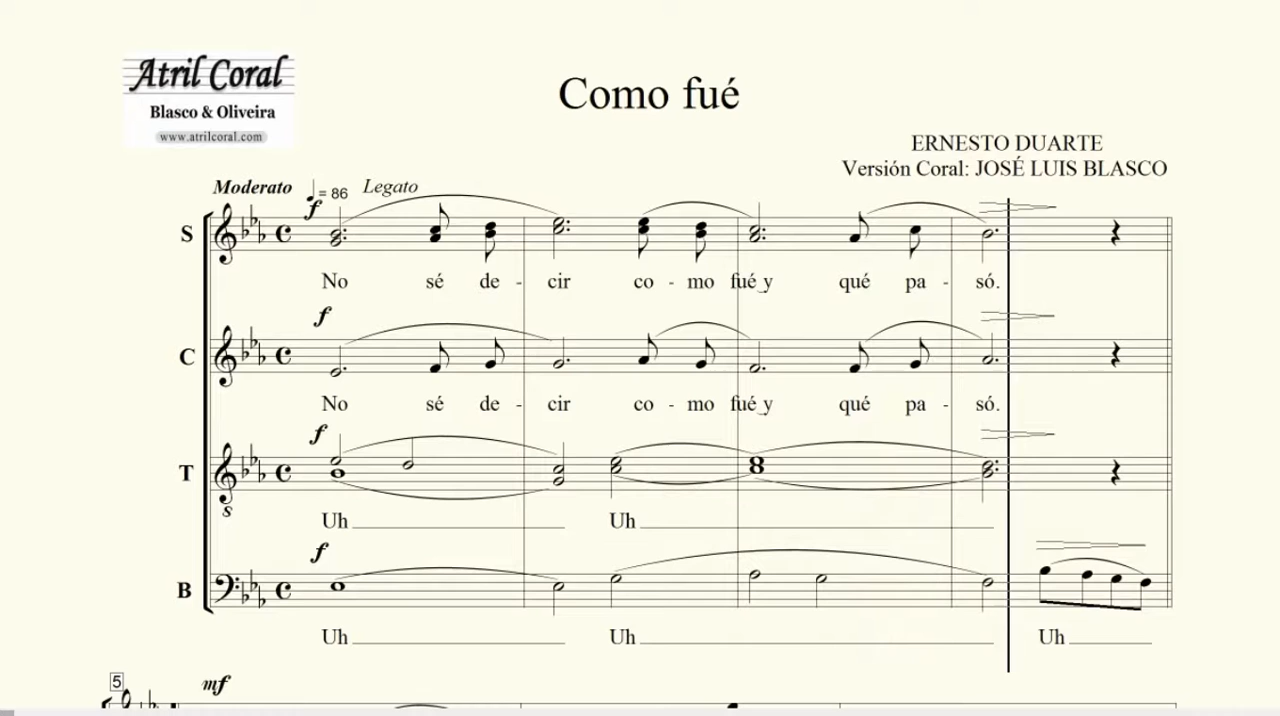 Atril Coral
Blasco & Oliveira
www.atrilcoral.com
Como fué
ERNESTO DUARTE
Versión Coral: JOSÉ LUIS BLASCO
Moderato = 86 Legato
f
S
No sé de - cir co - mo fué y qué pa - só.
f
C
No sé de - cir co - mo fué y qué pa - só.
f
T
8
Uh Uh
f
B
Uh Uh Uh
5 mf